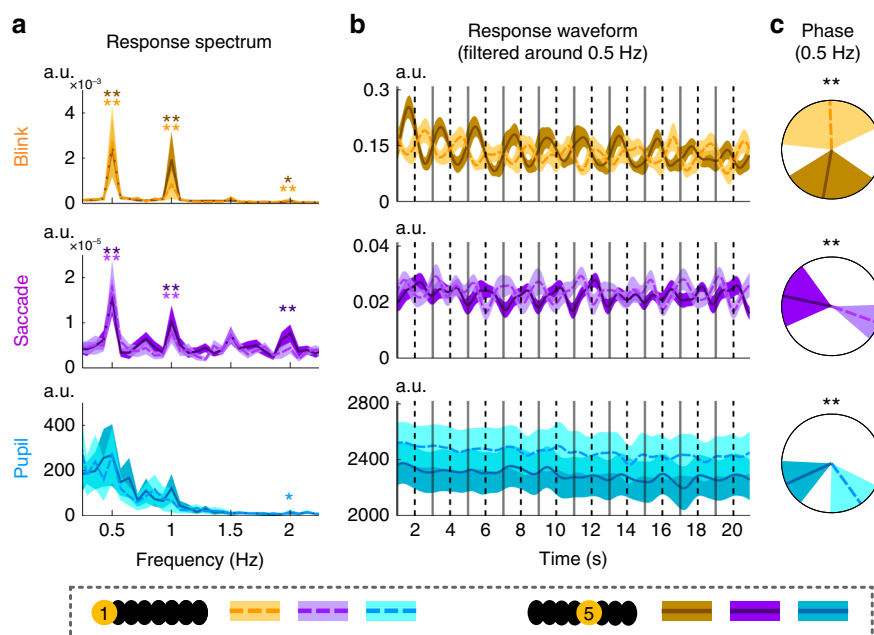 a
Response spectrum
b
Response waveform
(filtered around 0.5 Hz)
c
Phase
(0.5 Hz)
a.u.
×10⁻³
4
2
0
Blink
**
**
**
**
*
**
a.u.
0.3
0.15
0
**
a.u.
×10⁻⁵
2
1
0
Saccade
**
**
**
**
**
a.u.
0.04
0.02
0
**
a.u.
400
200
0
Pupil
*
0.5 1 1.5 2
Frequency (Hz)
a.u.
2800
2400
2000
2 4 6 8 10 12 14 16 18 20
Time (s)
**
1
5